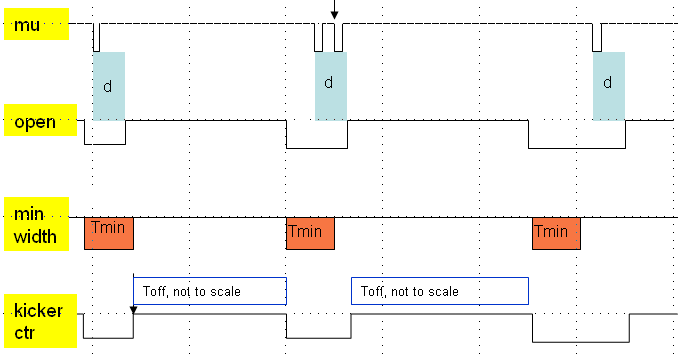 mu
d
d
d
open
min
width
Tmin
Tmin
Tmin
Toff, not to scale
Toff, not to scale
kicker
ctr